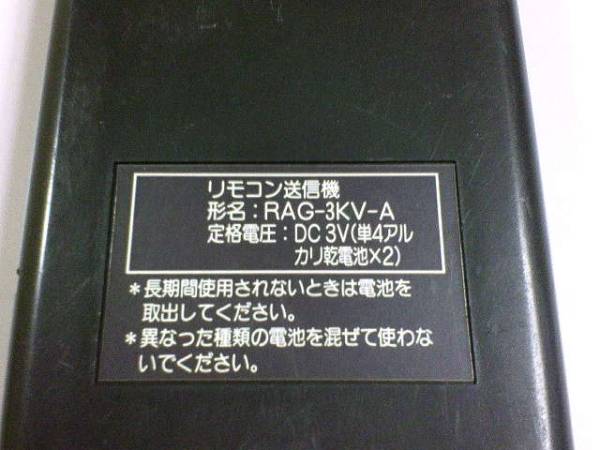 リモコン送信機
形名：RAG-3KV-A
定格電圧：DC 3V(単4アル
カリ乾電池×2)
*長期間使用されないときは電池を
取出してください。
*異なった種類の電池を混ぜて使わな
いでください。